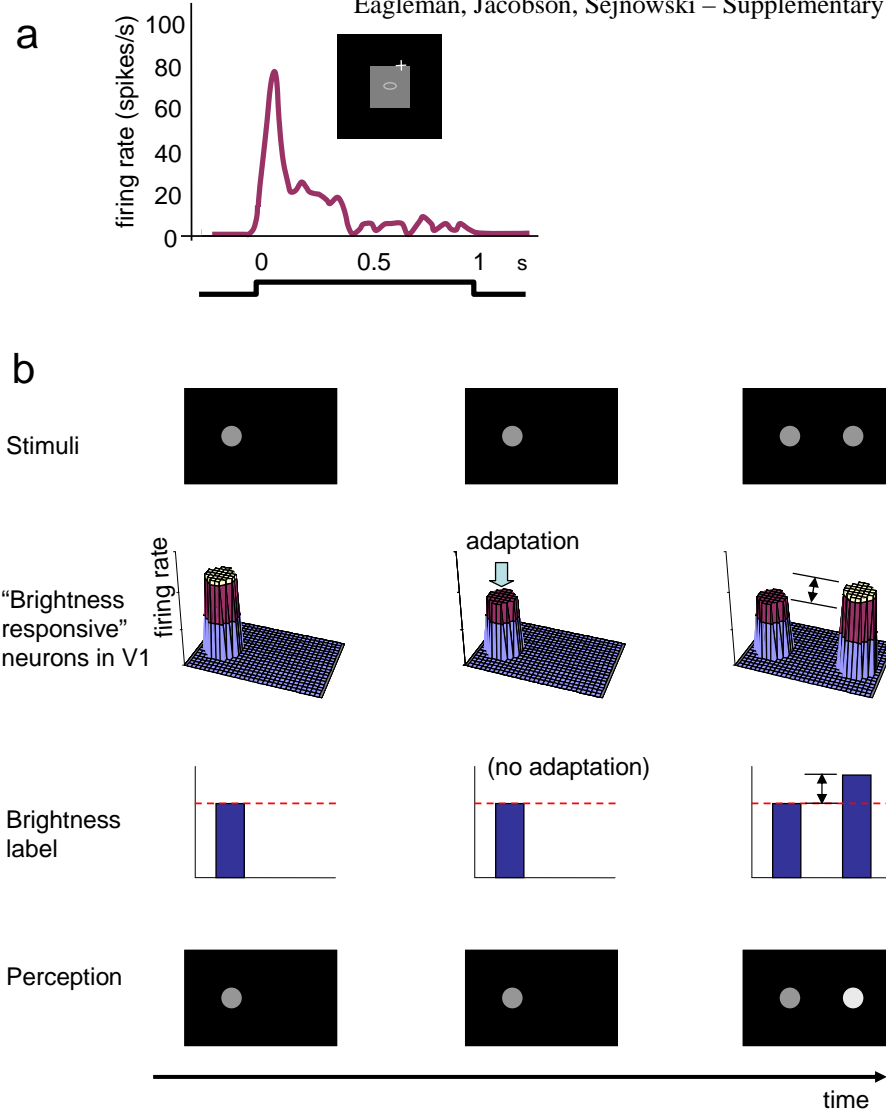 Eagleman, Jacobson, Sejnowski – Supplementary
a
firing rate (spikes/s)
100
80
60
40
20
0
0 0.5 1 s
b
Stimuli
"Brightness
responsive"
neurons in V1
firing rate
adaptation
(no adaptation)
Brightness
label
Perception
time